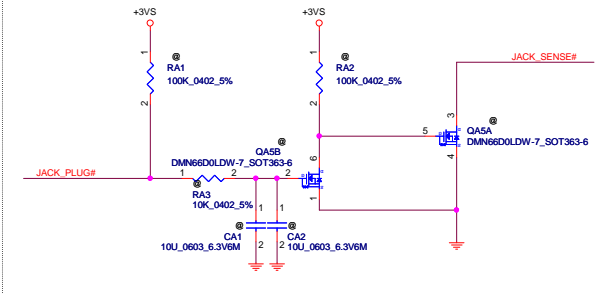 +3VS
+3VS
1
@
RA1
100K_0402_5%
2
1
@
RA2
100K_0402_5%
2
JACK_SENSE#
3
@
5
QA5A
DMN66D0LDW-7_SOT363-6
4
@
QA5B
DMN66D0LDW-7_SOT363-6
6
JACK_PLUG#
1
2
2
@
RA3
10K_0402_5%
1
1
1
@
CA1
10U_0603_6.3V6M
2
@
CA2
10U_0603_6.3V6M
2